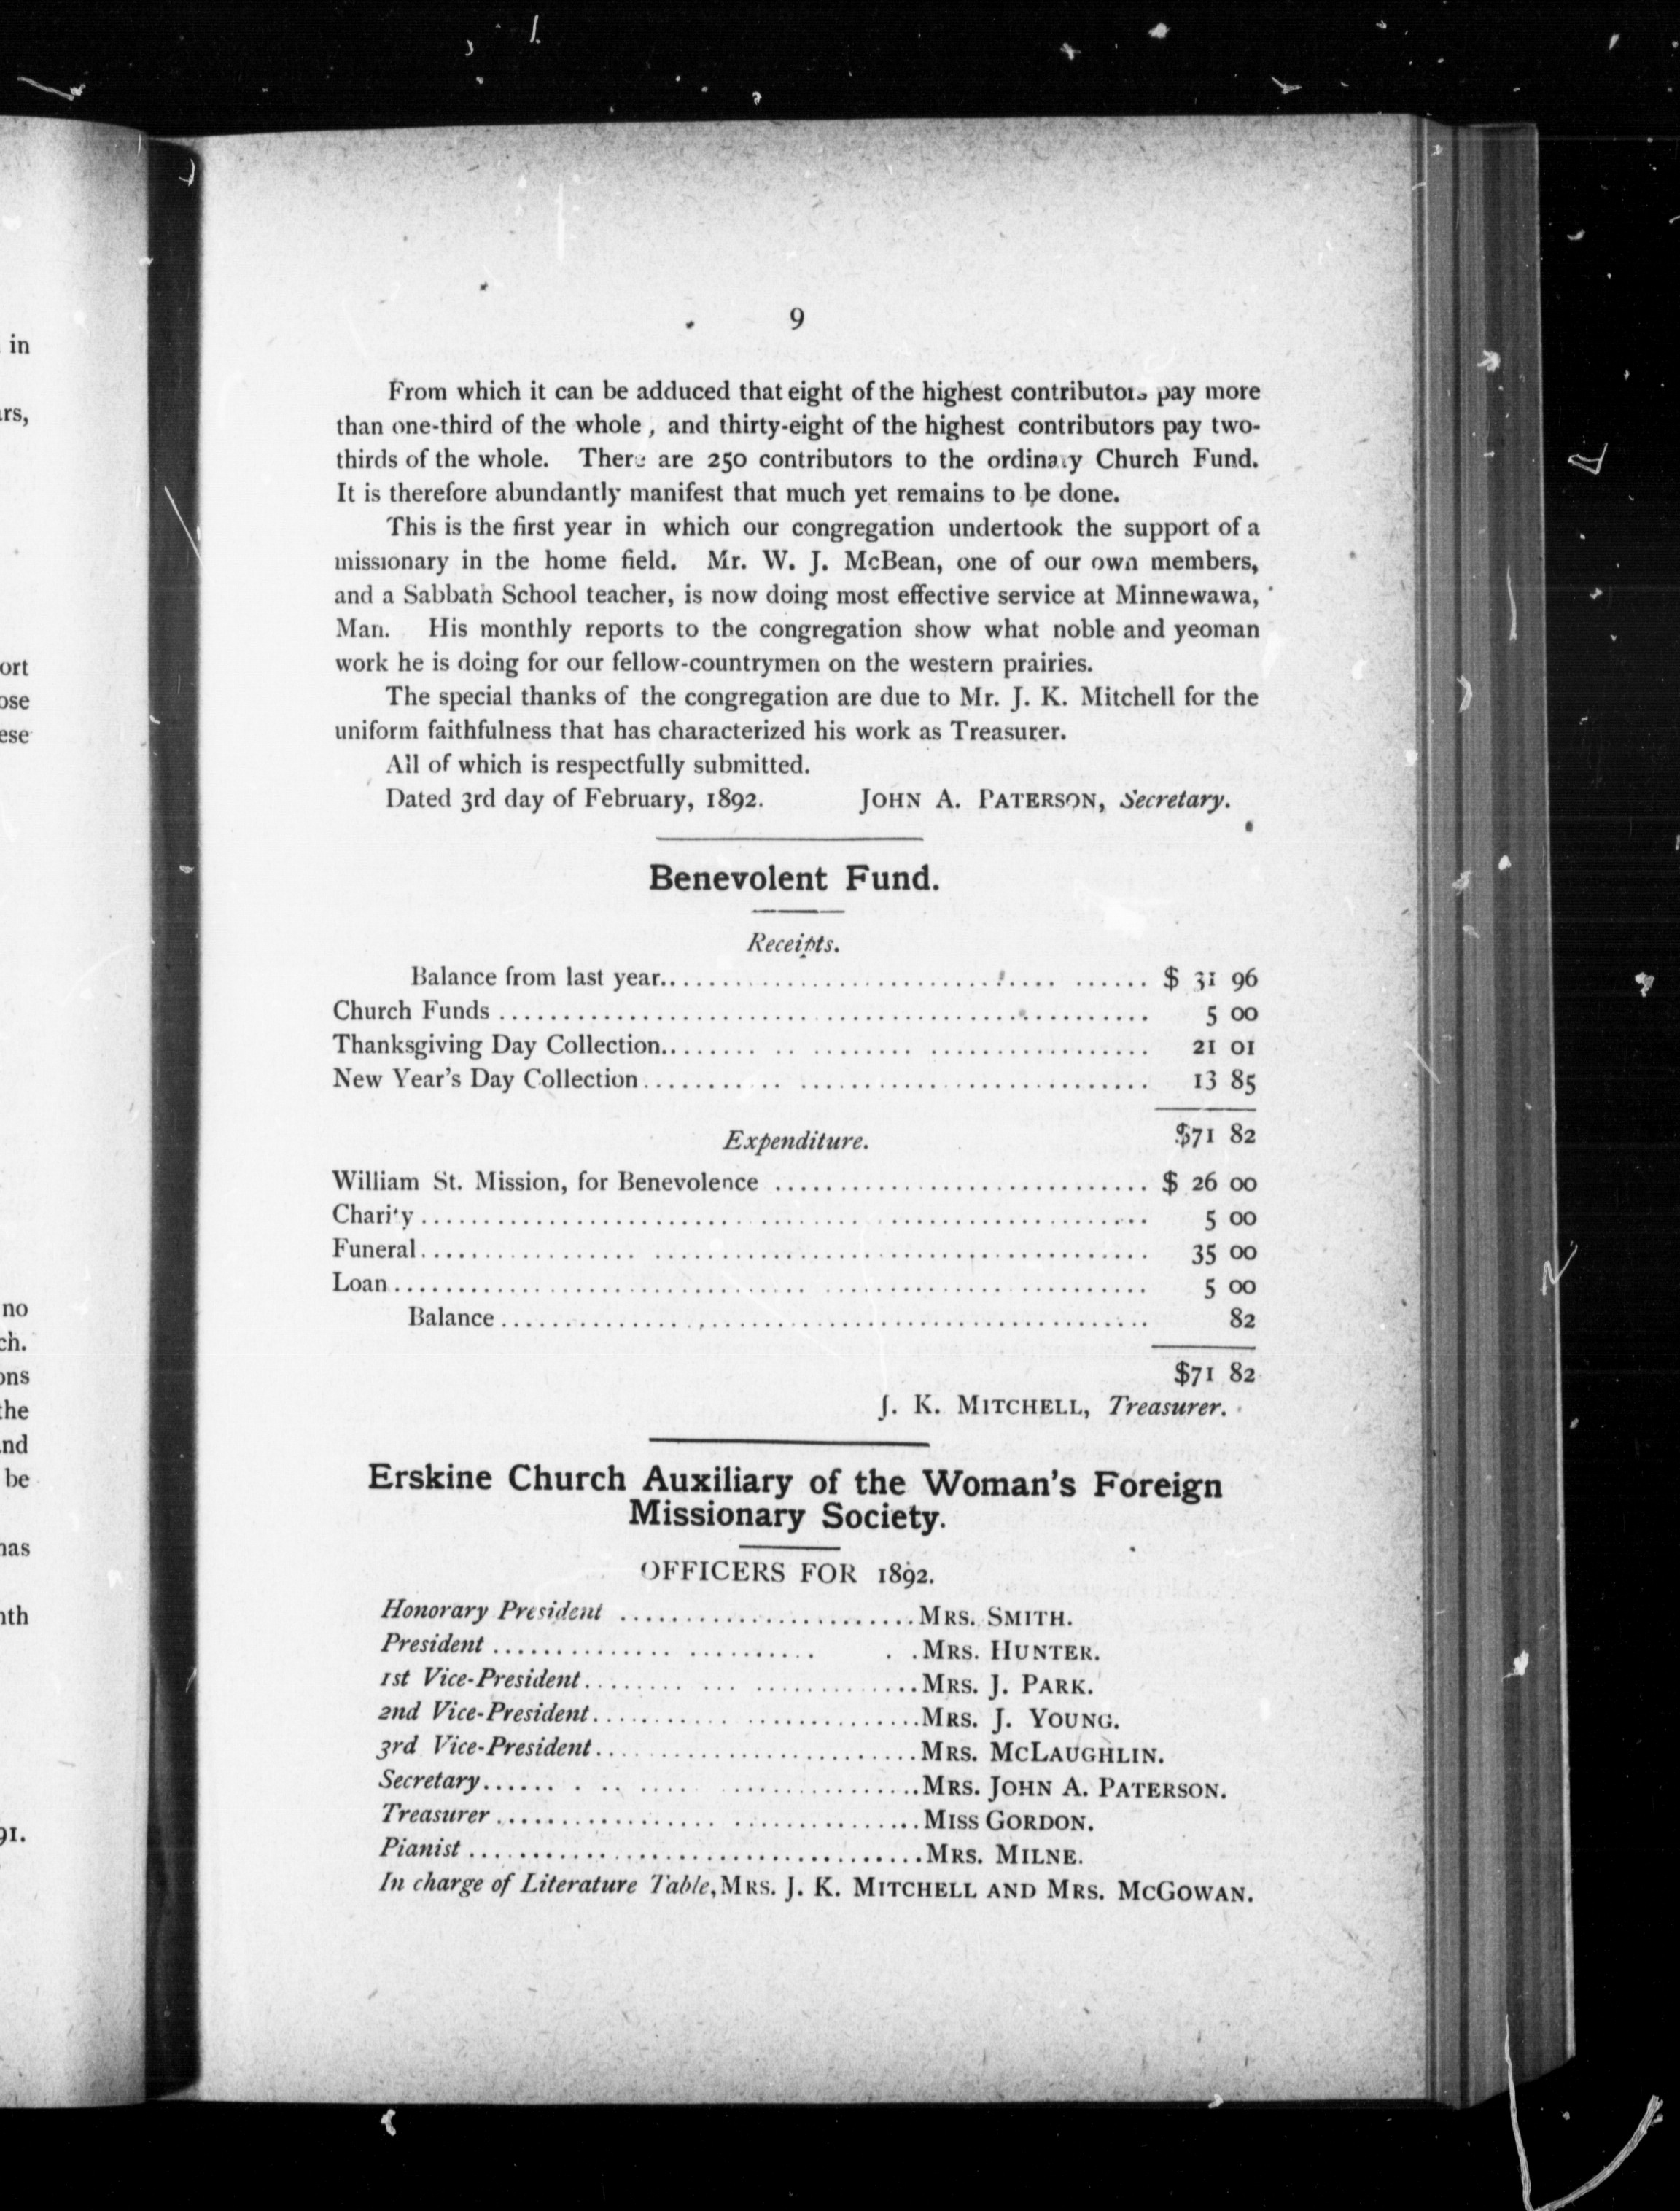 9
From which it can be adduced that eight of the highest contributors pay more
than one-third of the whole, and thirty-eight of the highest contributors pay two-
thirds of the whole. There are 250 contributors to the ordinary Church Fund.
It is therefore abundantly manifest that much yet remains to be done.
This is the first year in which our congregation undertook the support of a
missionary in the home field. Mr. W. J. McBean, one of our own members,
and a Sabbath School teacher, is now doing most effective service at Minnewawa,
Man. His monthly reports to the congregation show what noble and yeoman
work he is doing for our fellow-countrymen on the western prairies.
The special thanks of the congregation are due to Mr. J. K. Mitchell for the
uniform faithfulness that has characterized his work as Treasurer.
All of which is respectfully submitted.
Dated 3rd day of February, 1892. JOHN A. PATERSON, Secretary.
Benevolent Fund.
Receipts.
Balance from last year.......... $ 31 96
Church Funds .......... 5 00
Thanksgiving Day Collection.......... 21 01
New Year's Day Collection.......... 13 85
$71 82
Expenditure.
William St. Mission, for Benevolence .......... $ 26 00
Charity.......... 5 00
Funeral.......... 35 00
Loan.......... 5 00
Balance.......... 82
$71 82
J. K. MITCHELL, Treasurer.
Erskine Church Auxiliary of the Woman's Foreign
Missionary Society.
OFFICERS FOR 1892.
Honorary President ..........MRS. SMITH.
President ..........MRS. HUNTER.
1st Vice-President..........MRS. J. PARK.
2nd Vice-President..........MRS. J. YOUNG.
3rd Vice-President..........MRS. MCLAUGHLIN.
Secretary..........MRS. JOHN A. PATERSON.
Treasurer..........MISS GORDON.
Pianist..........MRS. MILNE.
In charge of Literature Table, MRS. J. K. MITCHELL AND MRS. MCGOWAN.